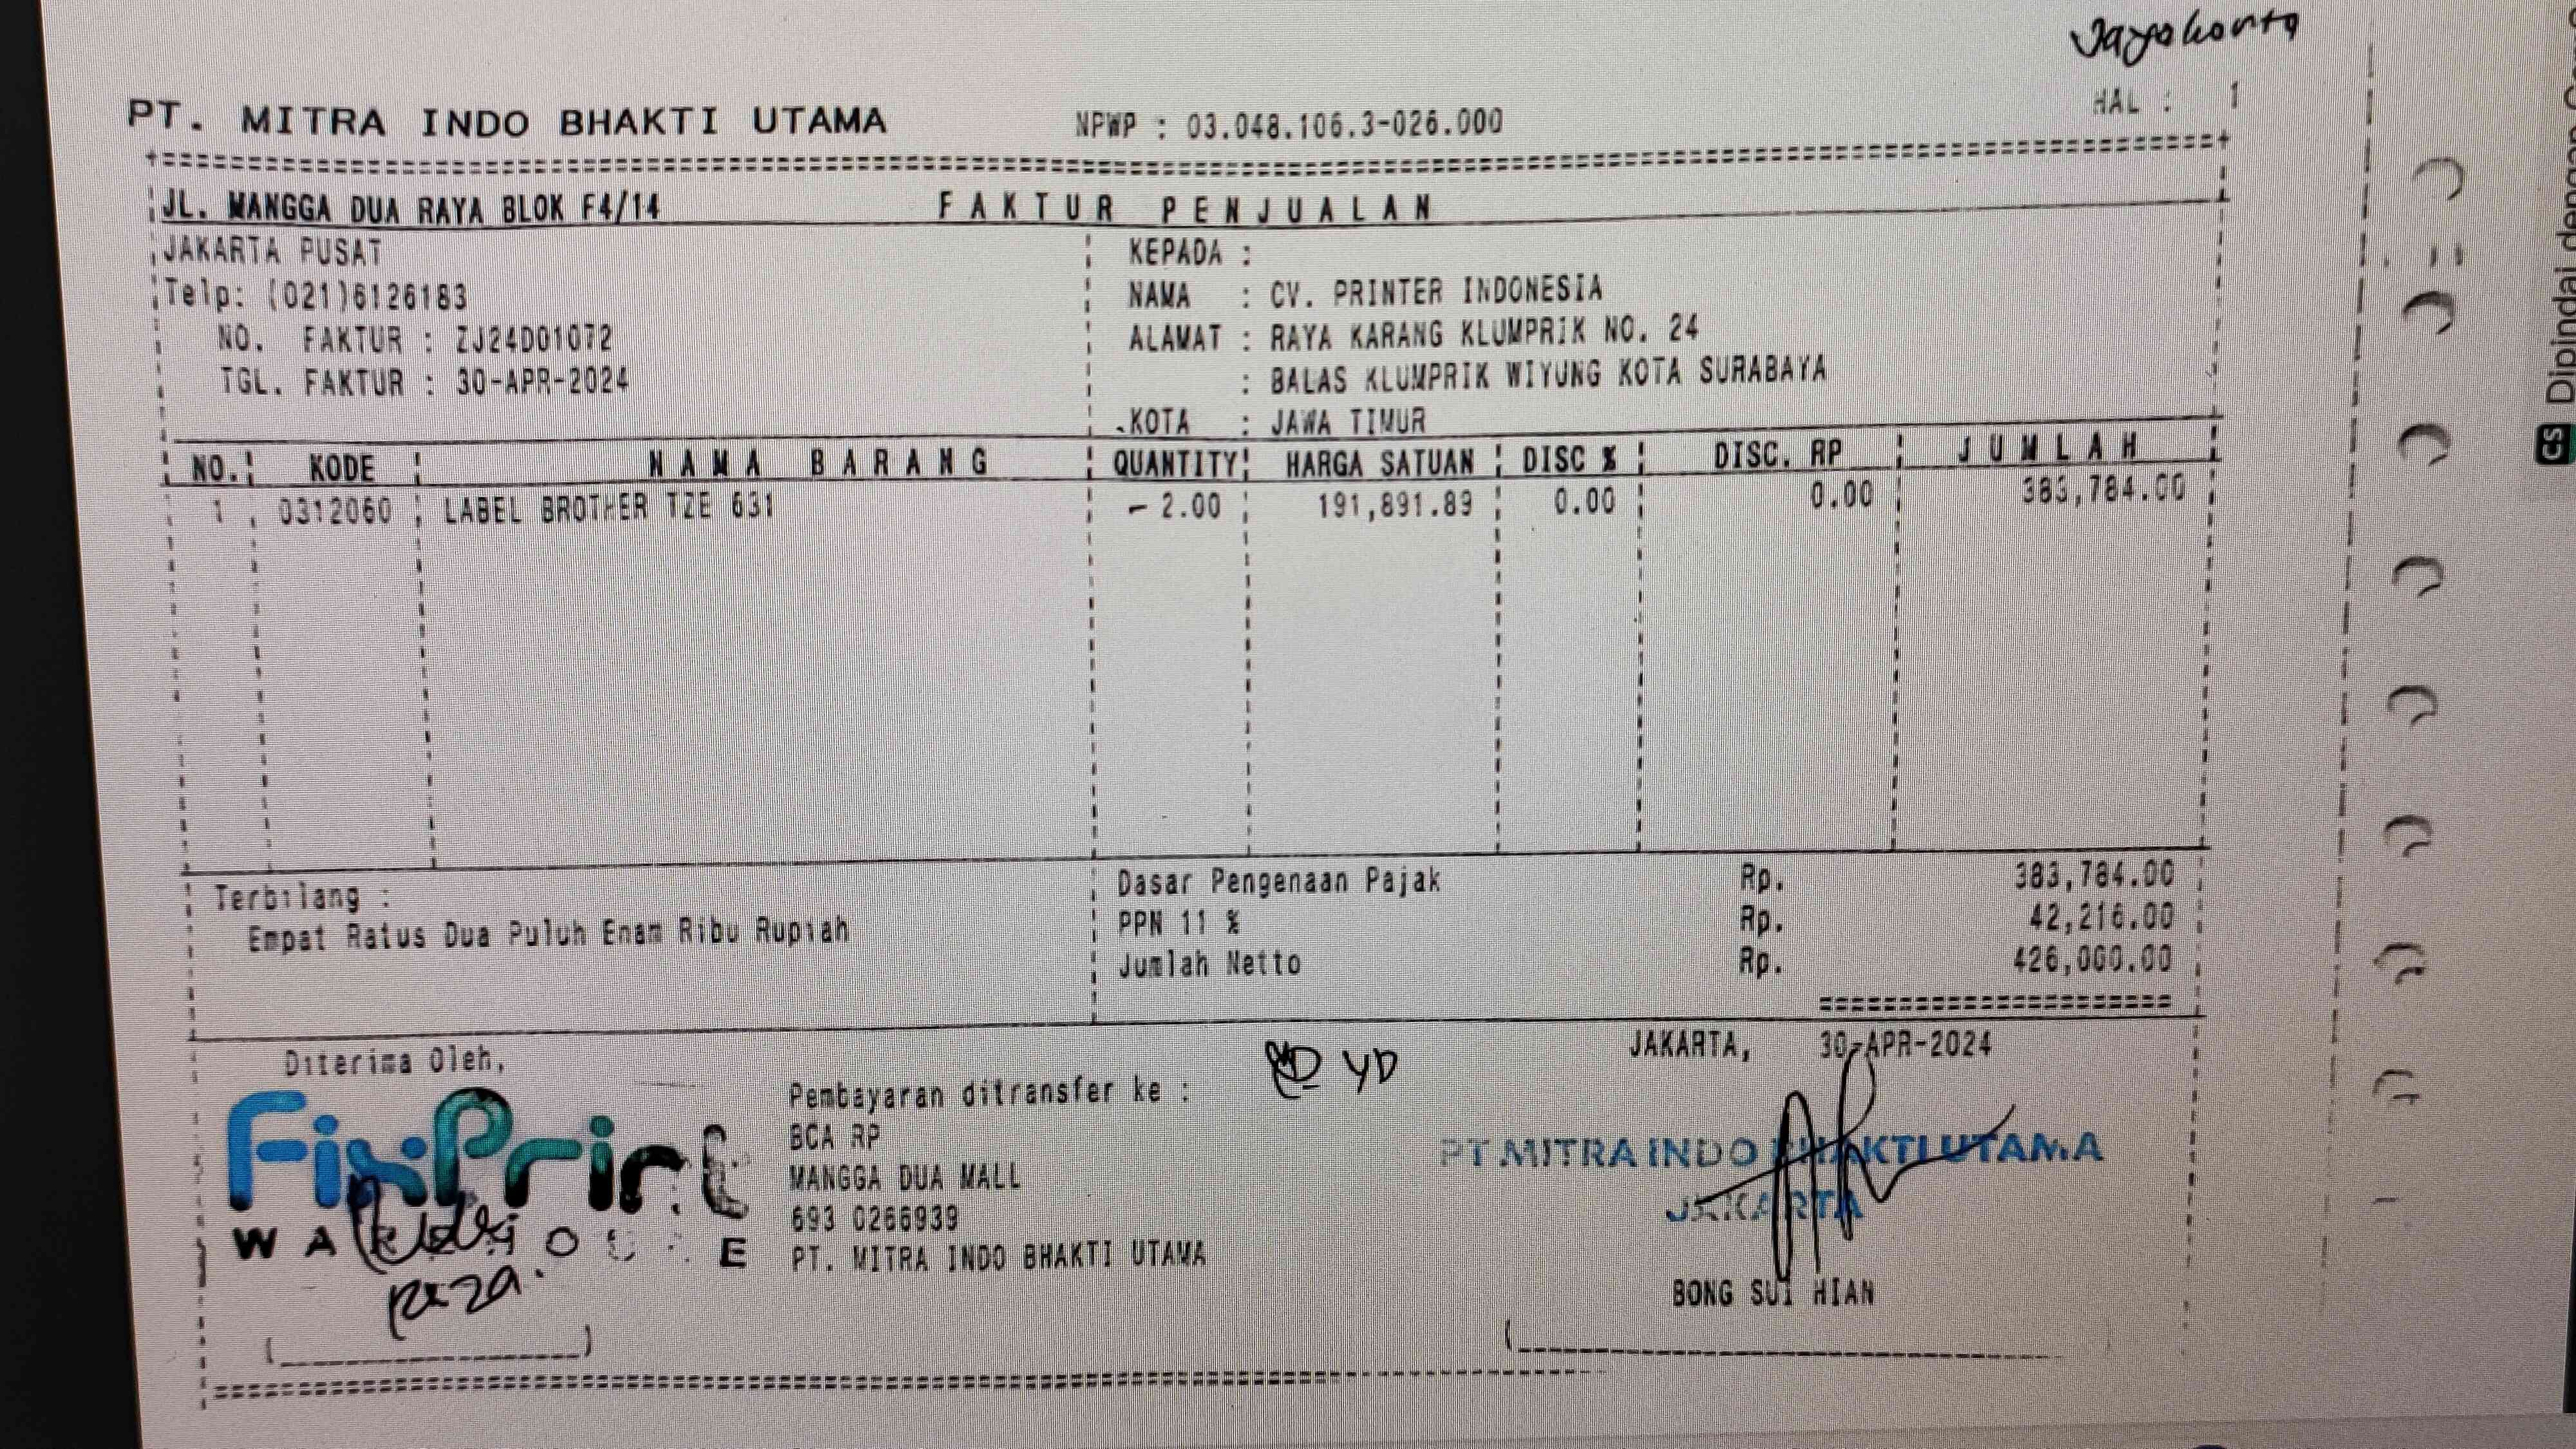 Jayakarta
HAL : 1
PT. MITRA INDO BHAKTI UTAMA NPWP : 03.048.106.3-026.000
JL. MANGGA DUA RAYA BLOK F4/14 FAKTUR PENJUALAN
JAKARTA PUSAT KEPADA :
Telp: (021)6126183 NAMA : CV. PRINTER INDONESIA
NO. FAKTUR : ZJ24D01072 ALAMAT : RAYA KARANG KLUMPRIK NO. 24
TGL. FAKTUR : 30-APR-2024 : BALAS KLUMPRIK WIYUNG KOTA SURABAYA
KOTA : JAWA TIMUR
NO. KODE NAMA BARANG QUANTITY HARGA SATUAN DISC % DISC. RP JUMLAH
1 0312060 LABEL BROTHER TZE 631 - 2.00 191,891.89 0.00 0.00 383,784.00
Terbilang : Dasar Pengenaan Pajak Rp. 383,784.00
Empat Ratus Dua Puluh Enam Ribu Rupiah PPN 11 % Rp. 42,216.00
Jumlah Netto Rp. 426,000.00
JAKARTA, 30-APR-2024
Diterima Oleh, YD
Pembayaran ditransfer ke :
FixPrint BCA RP PT.MITRA INDO BHAKTI UTAMA
MANGGA DUA MALL JAKARTA
693 0266939
WAREHOUSE PT. MITRA INDO BHAKTI UTAMA
reza.
BONG SUI HIAN
CS Dipindai dengan